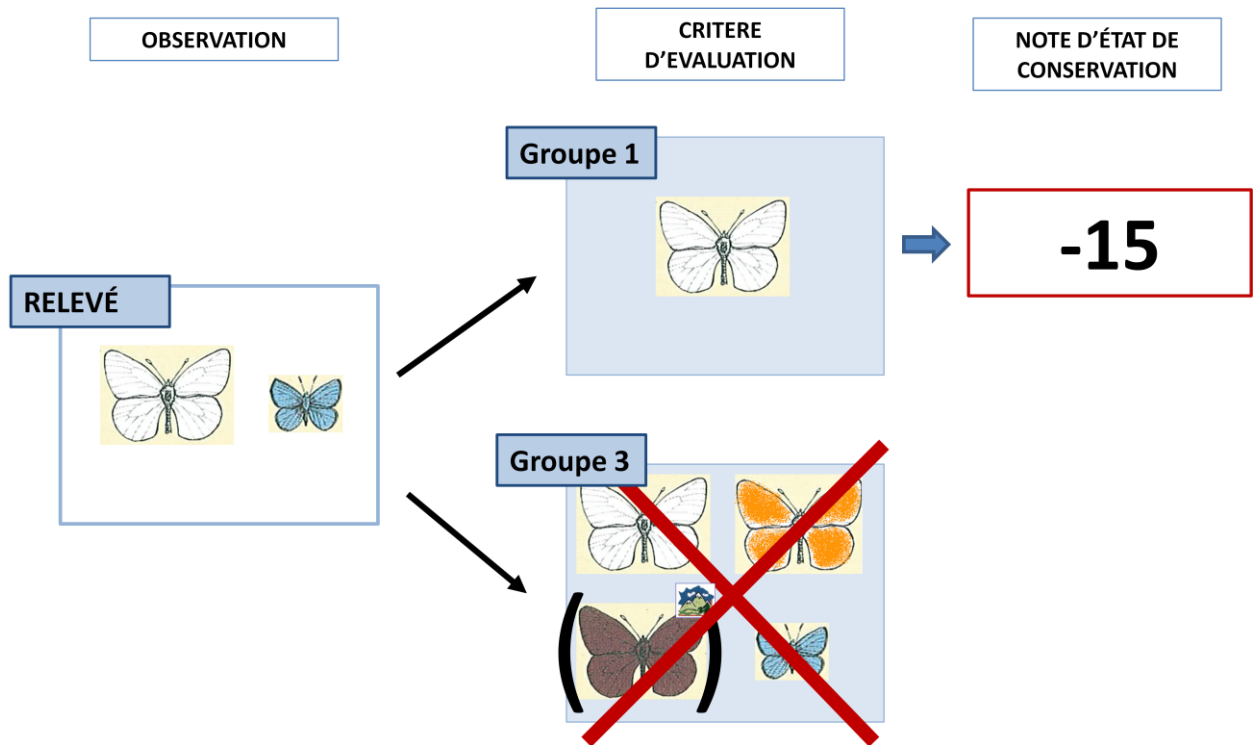 OBSERVATION
CRITERE
D’EVALUATION
NOTE D’ÉTAT DE
CONSERVATION
Groupe 1
-15
RELEVÉ
Groupe 3